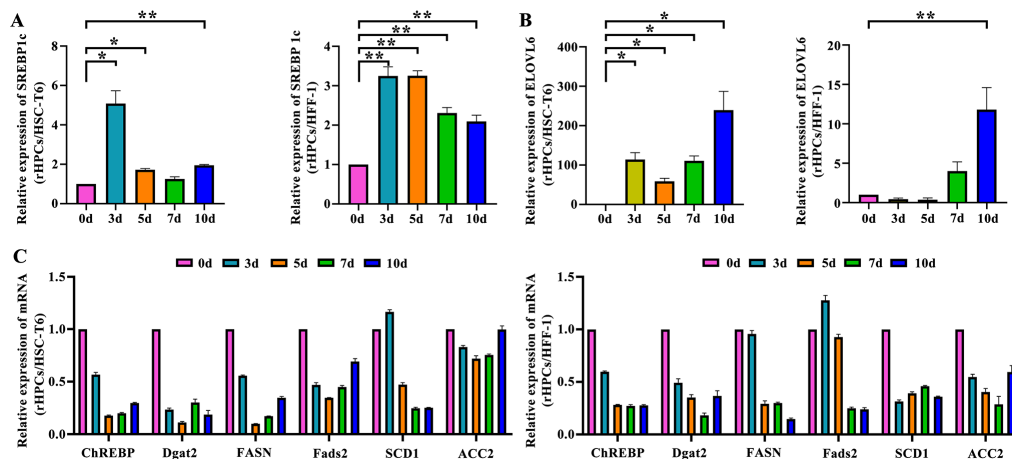 A
Relative expression of SREBP1c
(rHPCs/HSC-T6)
8
6
4
2
0
**
*
*
0d 3d 5d 7d 10d
Relative expression of SREBP 1c
(rHPCs/HFF-1)
4
3
2
1
0
**
**
**
**
0d 3d 5d 7d 10d
B
Relative expression of ELOVL6
(rHPCs/HSC-T6)
400
300
200
100
0
*
*
*
*
0d 3d 5d 7d 10d
Relative expression of ELOVL6
(rHPCs/HFF-1)
20
15
10
5
0
**
0d 3d 5d 7d 10d
C
0d 3d 5d 7d 10d
Relative expression of mRNA
(rHPCs/HSC-T6)
1.5
1.0
0.5
0.0
ChREBP Dgat2 FASN Fads2 SCD1 ACC2
0d 3d 5d 7d 10d
Relative expression of mRNA
(rHPCs/HFF-1)
1.5
1.0
0.5
0.0
ChREBP Dgat2 FASN Fads2 SCD1 ACC2